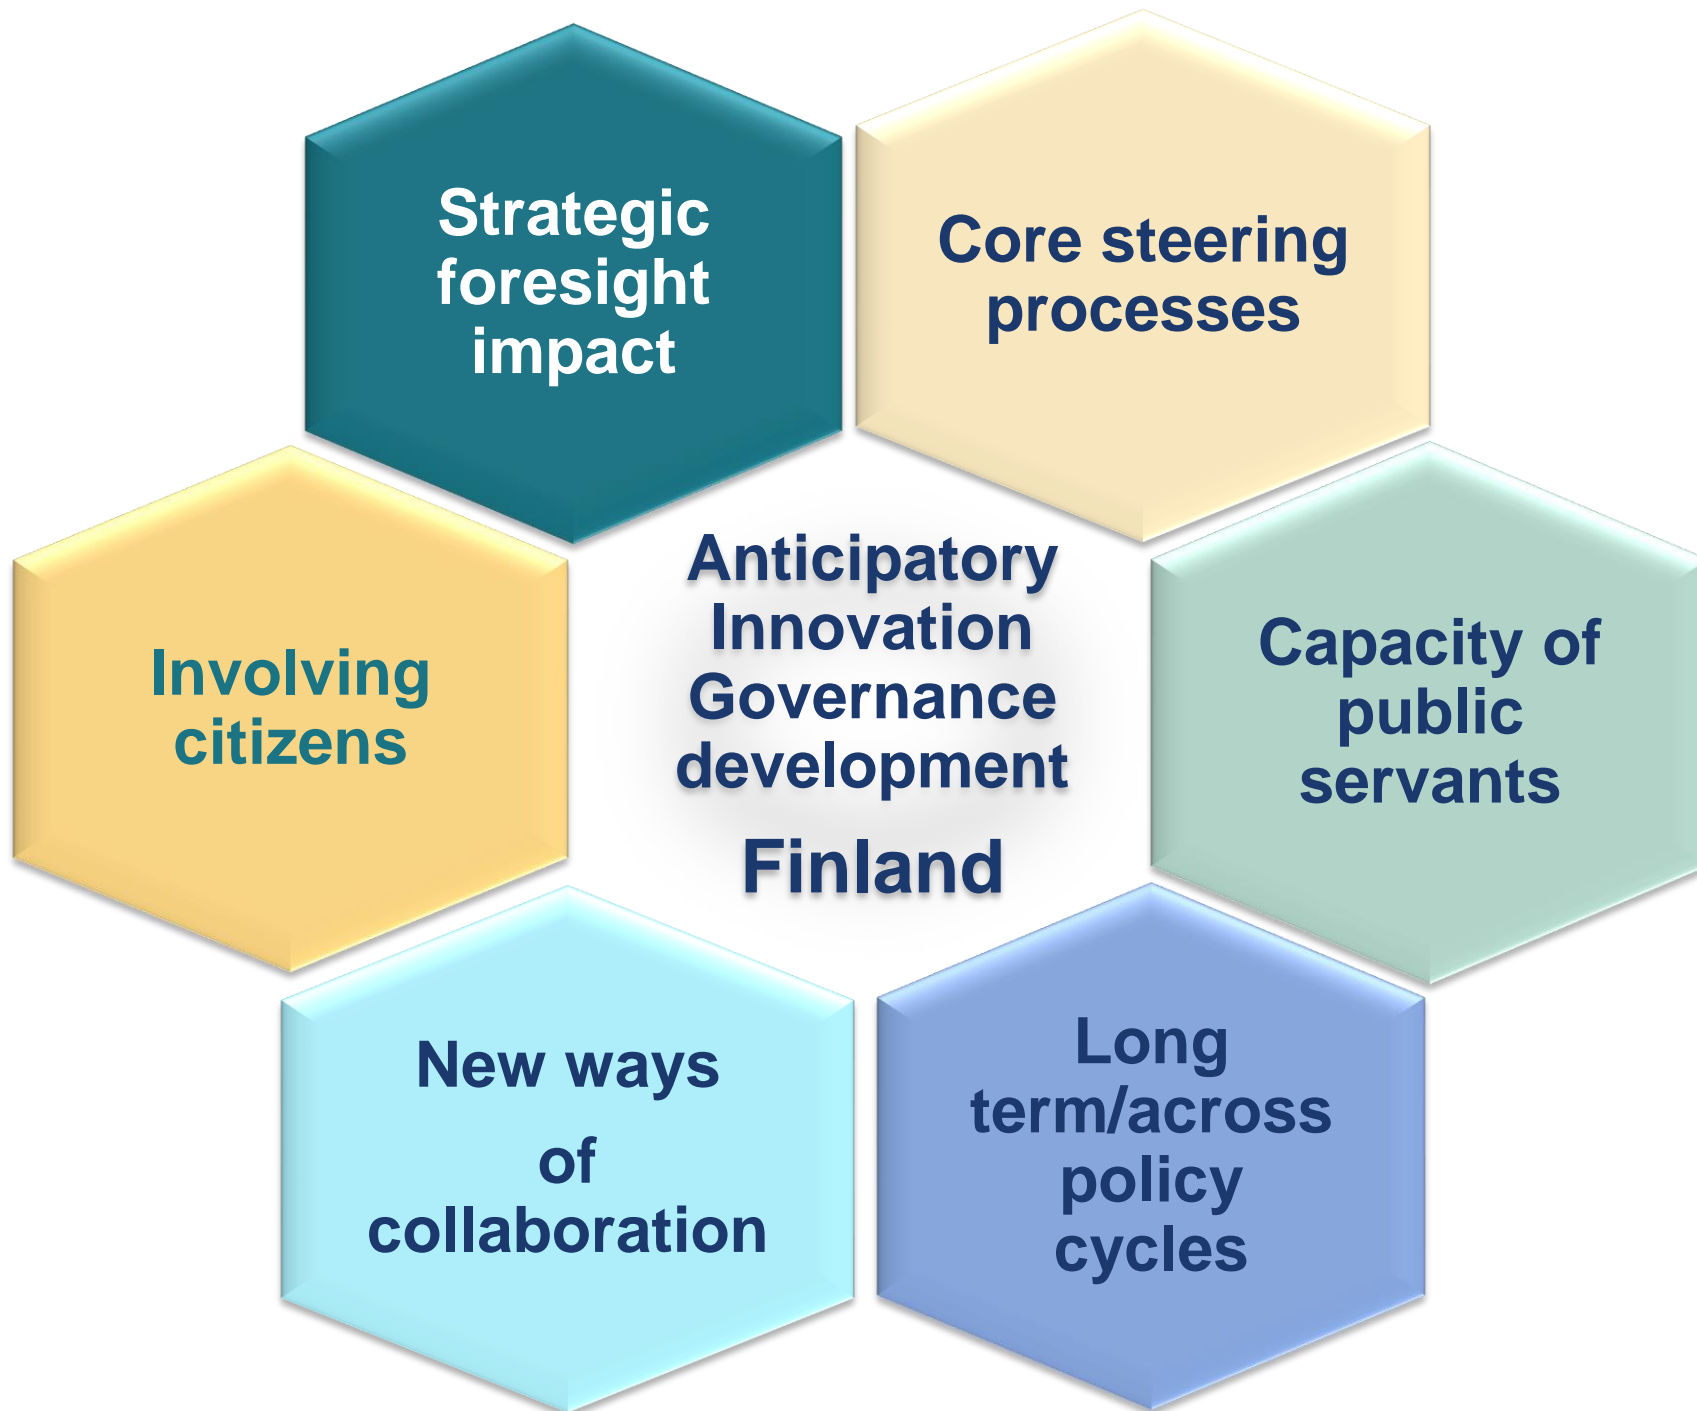 Strategic
foresight
impact
Core steering
processes
Involving
citizens
Anticipatory
Innovation
Governance
development
Finland
Capacity of
public
servants
New ways
of
collaboration
Long
term/across
policy
cycles